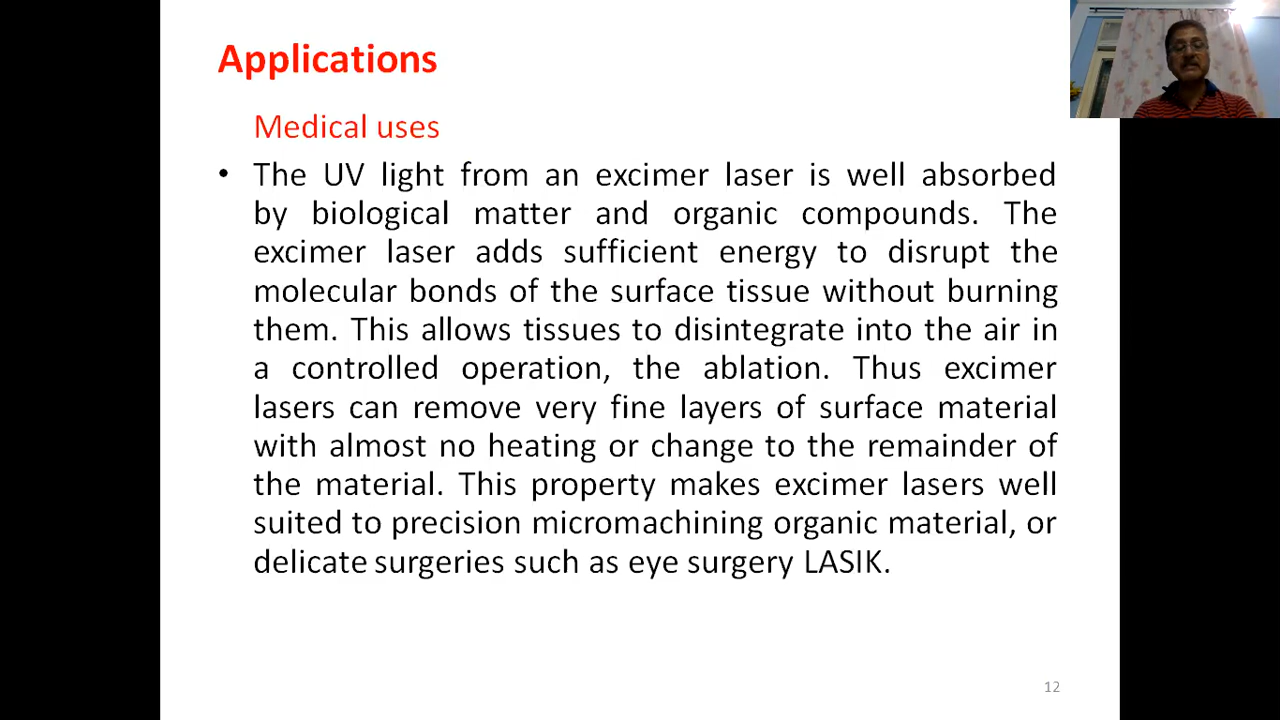 Applications
Medical uses
• The UV light from an excimer laser is well absorbed
by biological matter and organic compounds. The
excimer laser adds sufficient energy to disrupt the
molecular bonds of the surface tissue without burning
them. This allows tissues to disintegrate into the air in
a controlled operation, the ablation. Thus excimer
lasers can remove very fine layers of surface material
with almost no heating or change to the remainder of
the material. This property makes excimer lasers well
suited to precision micromachining organic material, or
delicate surgeries such as eye surgery LASIK.
12